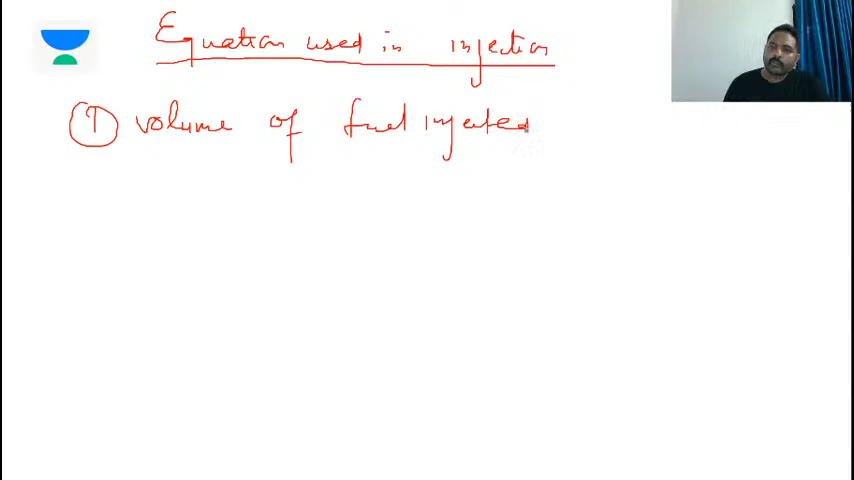 Equation used in injection
① volume of fuel injected